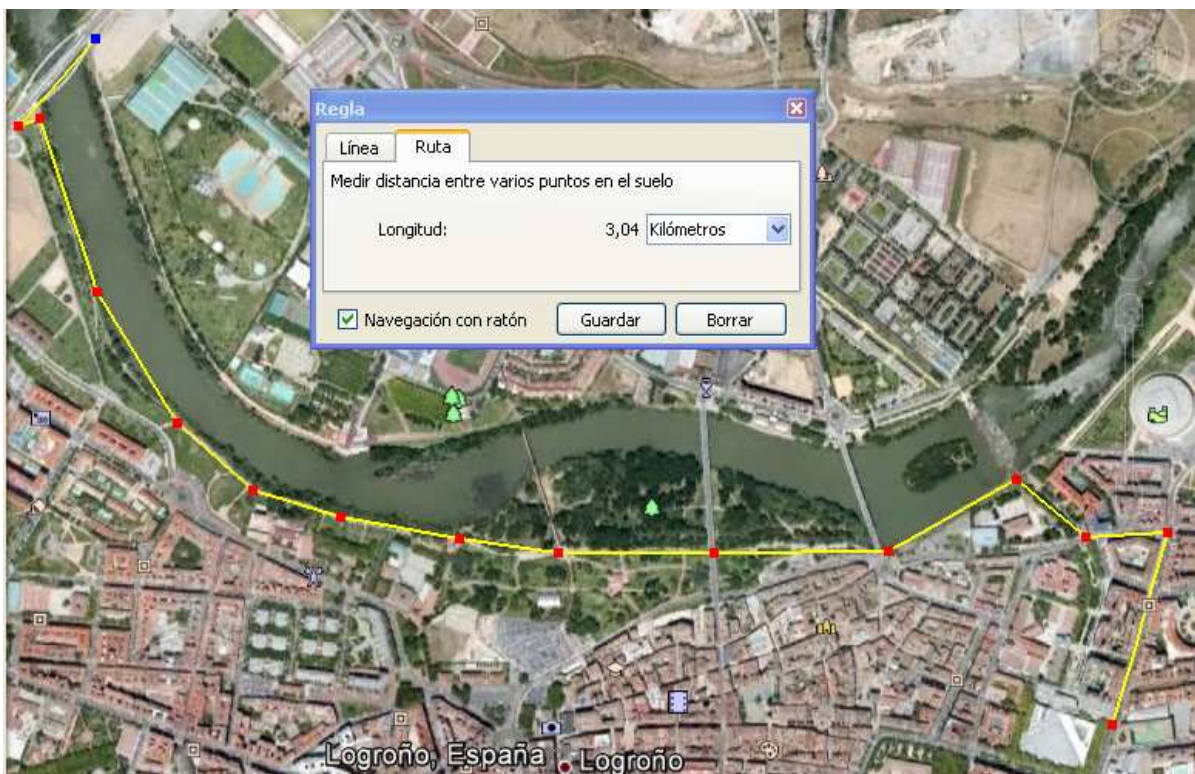 Regla
Línea
Ruta
Medir distancia entre varios puntos en el suelo
Longitud:
3,04
Kilómetros
Navegación con ratón
Guardar
Borrar
Logroño, España
Logroño